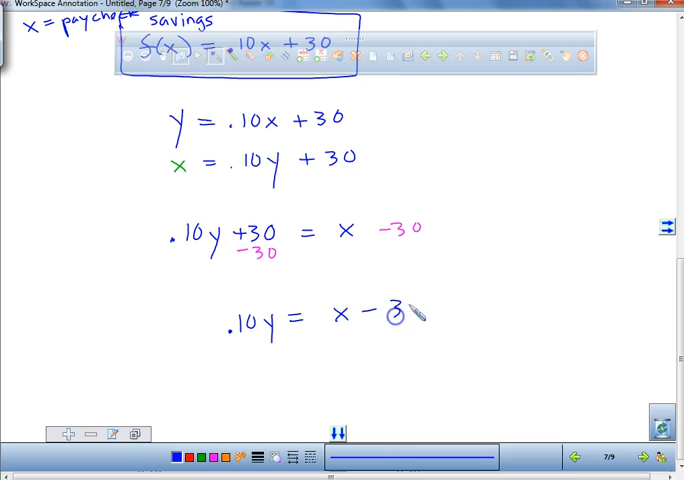 WorkSpace Annotation - Untitled, Page 7/9 (Zoom 100%)
x = paycheck savings
f(x) = .10x + 30
y = .10x + 30
x = .10y + 30
.10y +30 = x -30
-30
.10y = x - 3
7/9